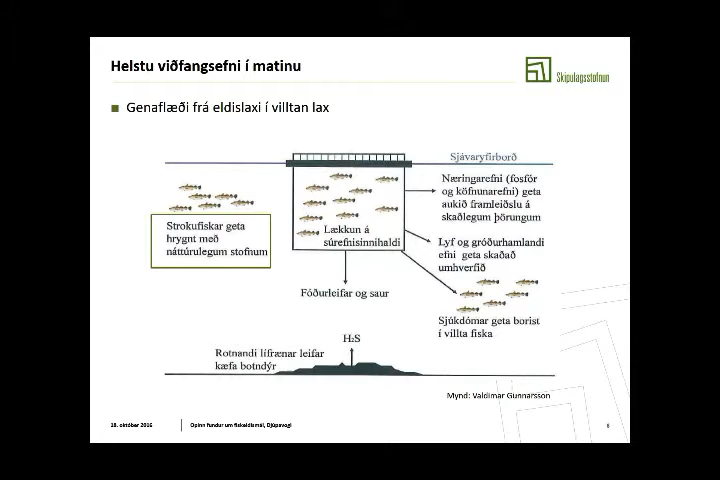 Helstu viðfangsefni í matinu
Skipulagsstofnun
Genaflæði frá eldislaxi í villtan lax
Sjávaryfirborð
Næringarefni (fosfór
og köfnunarefni) geta
aukið framleiðslu á
skaðlegum þörungum
Strokufiskar geta
hrygnt með
náttúrulegum stofnum
Lækkun á
súrefnisinnihaldi
Lyf og gróðurhamlandi
efni geta skaðað
umhverfið
Fóðurleifar og saur
Sjúkdómar geta borist
í villta fiska
H₂S
Rotnandi lífrænar leifar
kæfa botndýr
Mynd: Valdimar Gunnarsson
18. október 2016
Opinn fundur um fiskeldismál, Djúpavogi